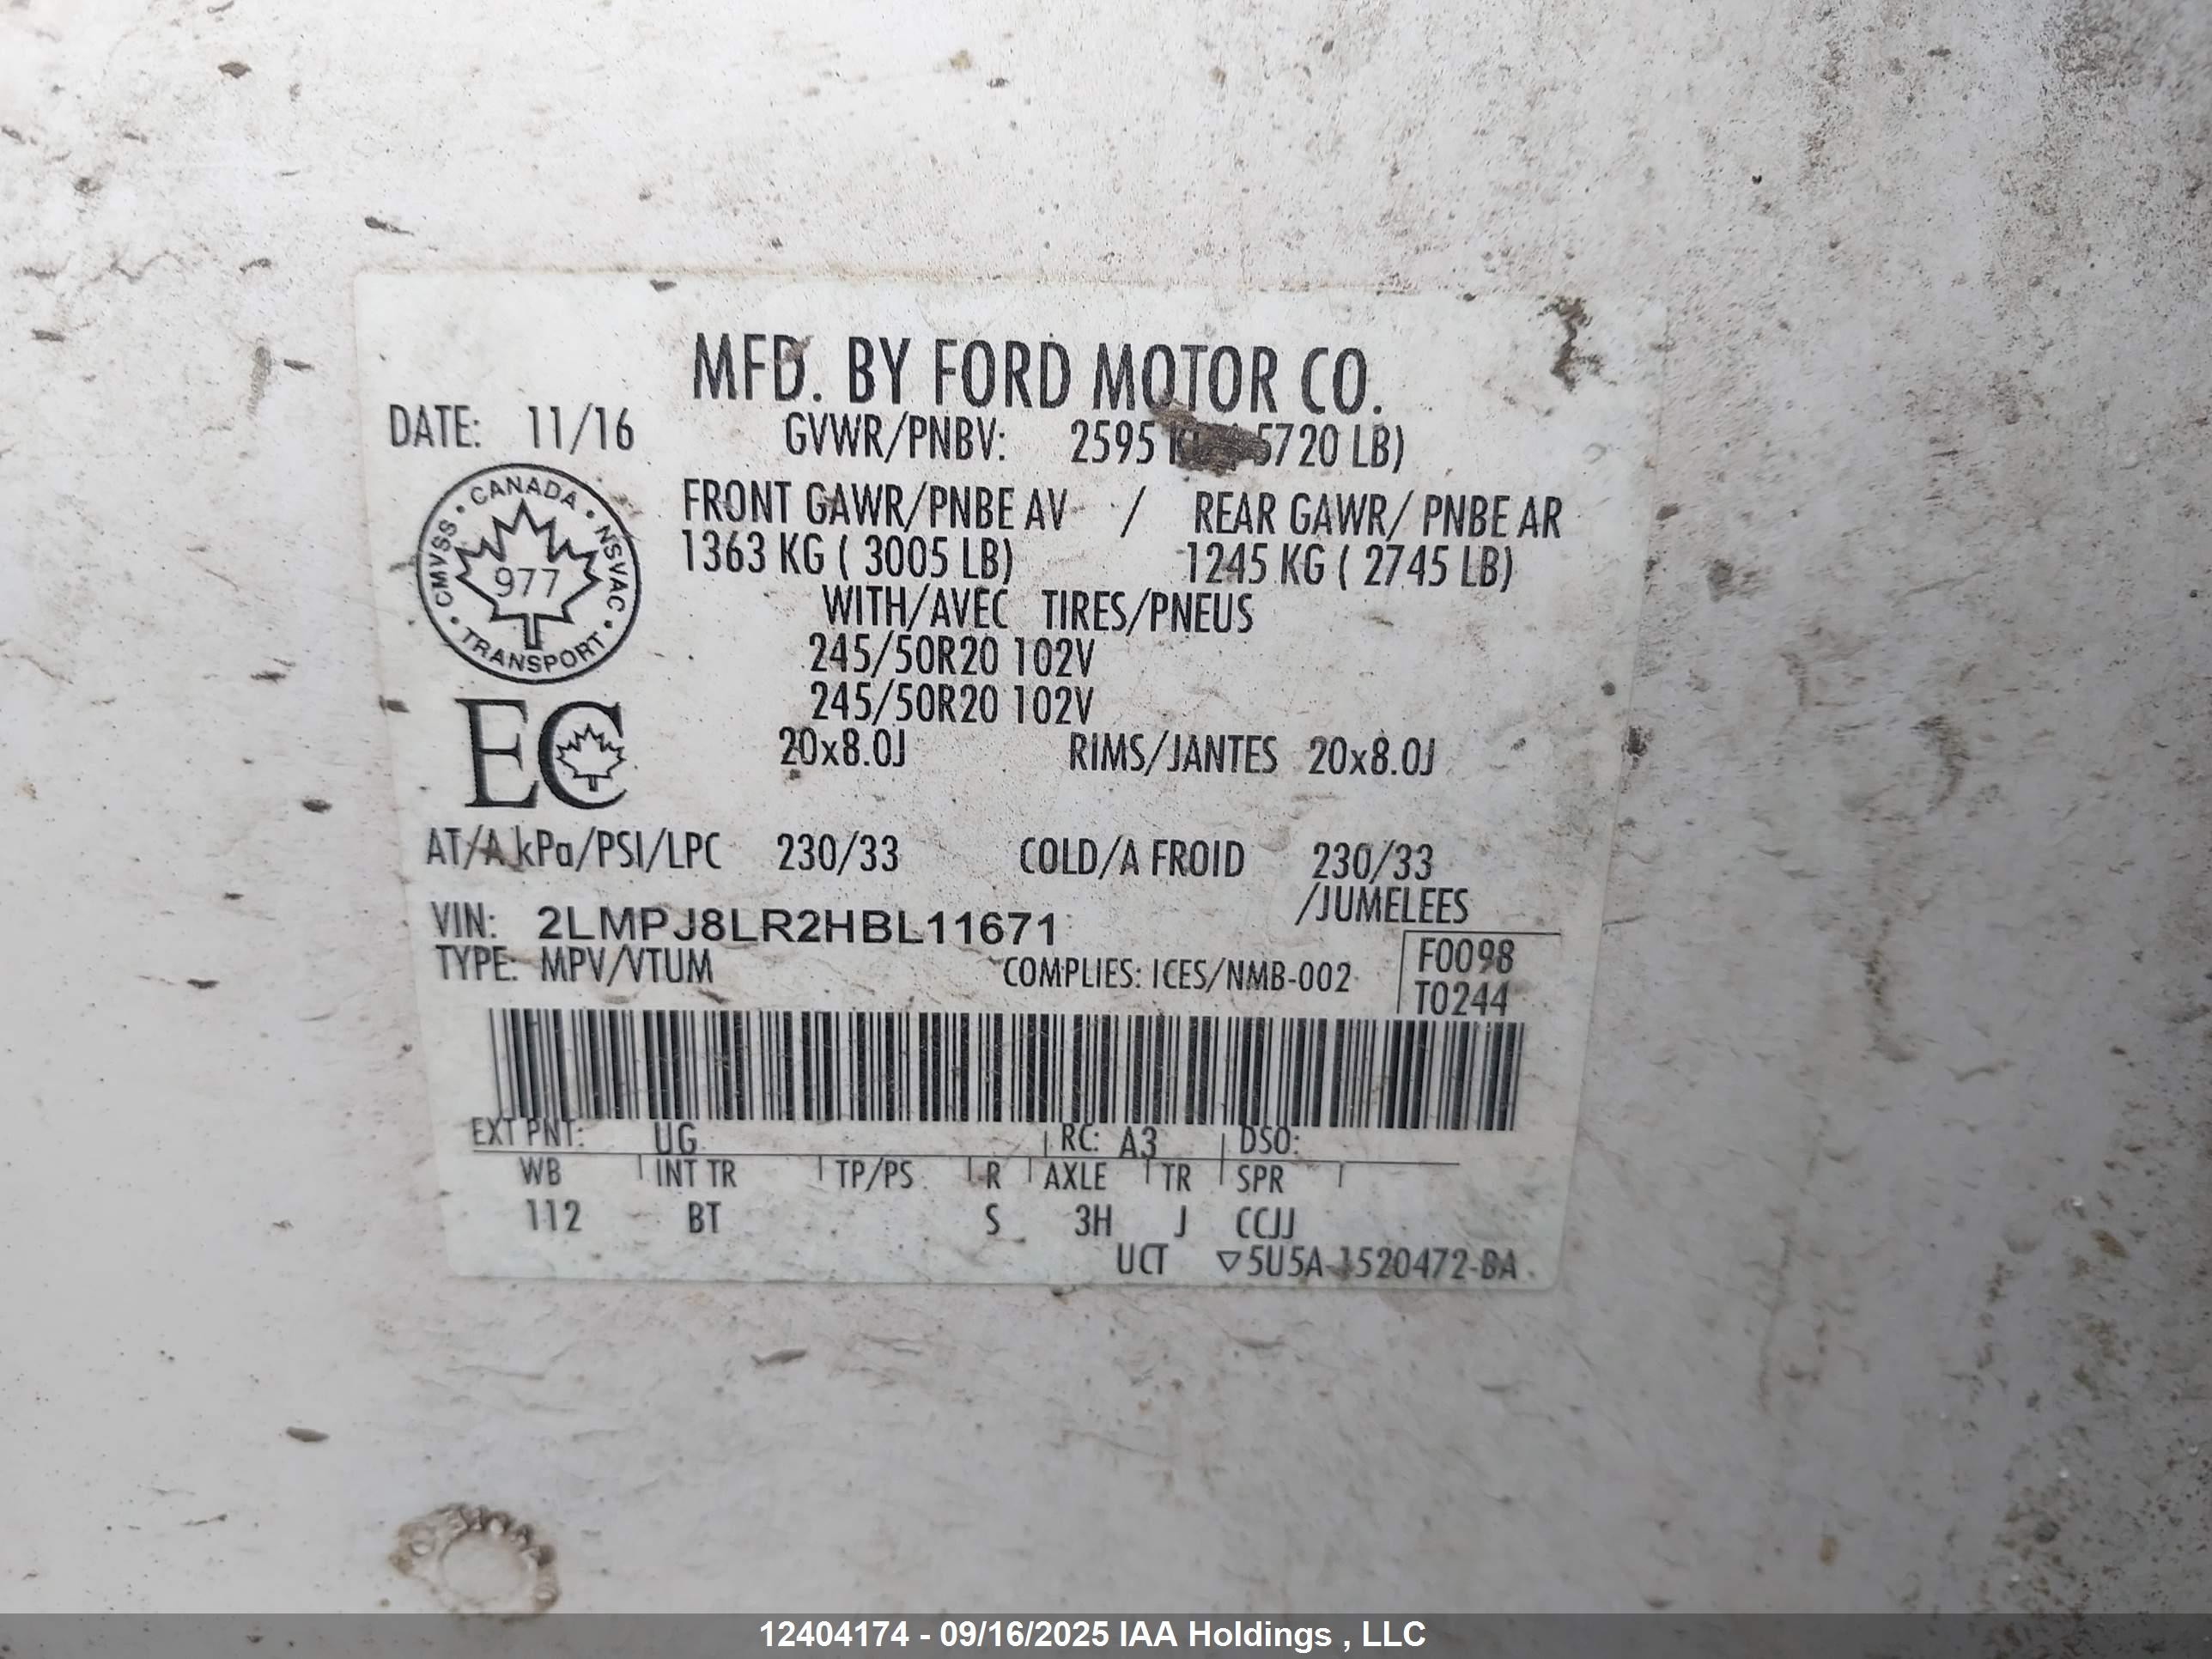 MFD. BY FORD MOTOR CO.
DATE: 11/16
GVWR/PNBV: 2595 5720 LB)
CANADA · NSVAC · TRANSPORT · CMVSS ·
977
FRONT GAWR/PNBE AV / REAR GAWR/ PNBE AR
1363 KG ( 3005 LB) 1245 KG ( 2745 LB)
WITH/AVEC TIRES/PNEUS
245/50R20 102V
245/50R20 102V
EC
20x8.0J RIMS/JANTES 20x8.0J
AT/A kPa/PSI/LPC 230/33 COLD/A FROID 230/33
/JUMELEES
VIN: 2LMPJ8LR2HBL11671
TYPE: MPV/VTUM COMPLIES: ICES/NMB-002
F0098
T0244
EXT PNT: UG RC: A3 DSO:
WB INT TR TP/PS R AXLE TR SPR
112 BT S 3H J CCJJ
UCT ▽5U5A-1520472-BA
12404174 - 09/16/2025 IAA Holdings , LLC